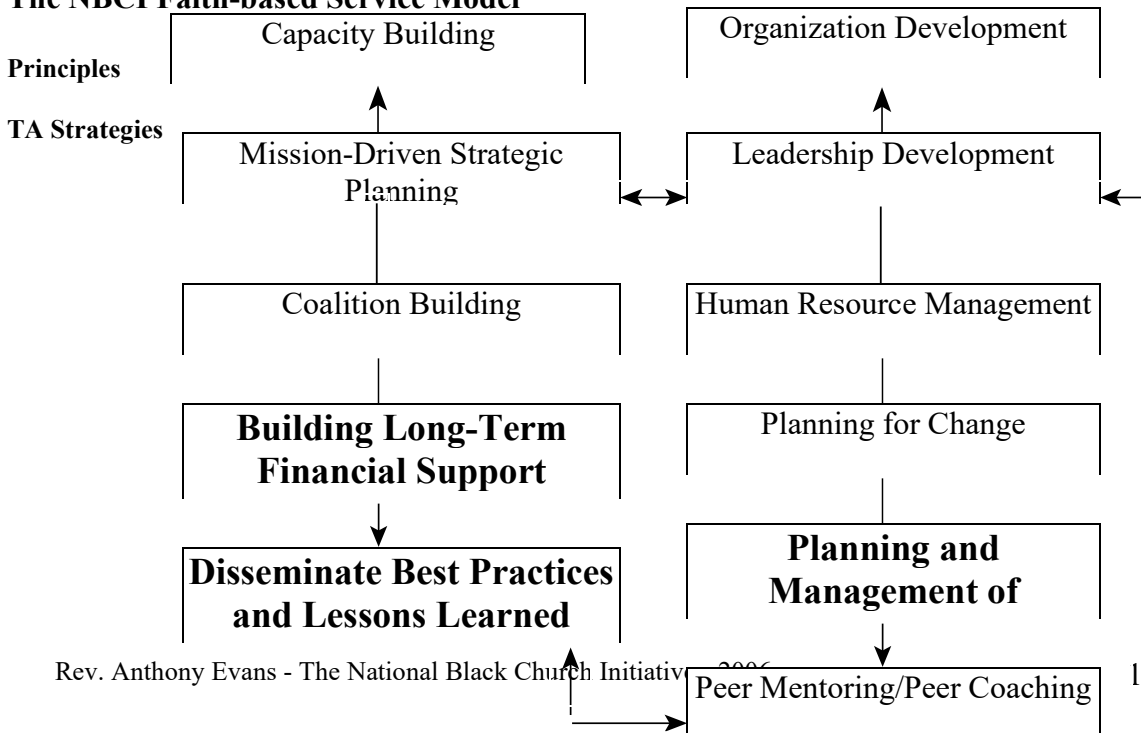 The NBCI Faith-based Service Model
Capacity Building
Organization Development
Principles
TA Strategies
Mission-Driven Strategic
Planning
Leadership Development
Coalition Building
Human Resource Management
Building Long-Term
Financial Support
Planning for Change
Disseminate Best Practices
and Lessons Learned
Planning and
Management of
Rev. Anthony Evans - The National Black Church Initiative 2006
Peer Mentoring/Peer Coaching